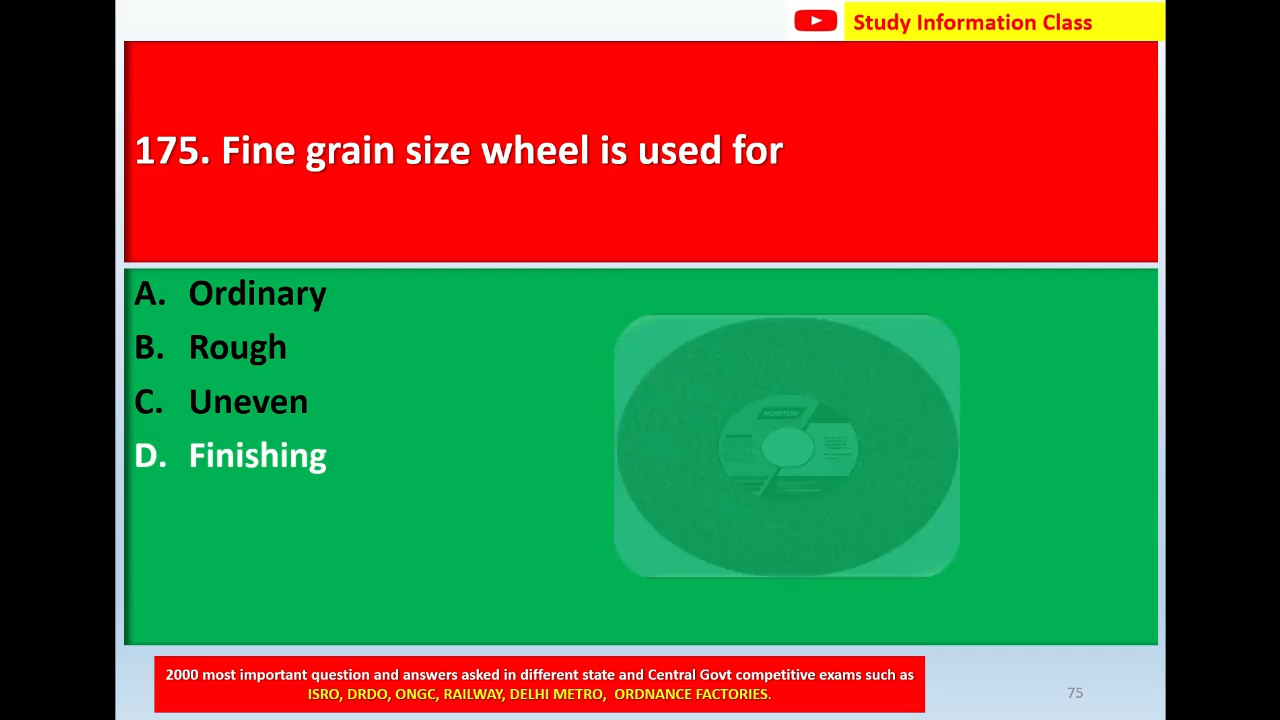 Study Information Class
175. Fine grain size wheel is used for
A. Ordinary
B. Rough
C. Uneven
D. Finishing
NORTON
2000 most important question and answers asked in different state and Central Govt competitive exams such as
ISRO, DRDO, ONGC, RAILWAY, DELHI METRO, ORDNANCE FACTORIES.
75